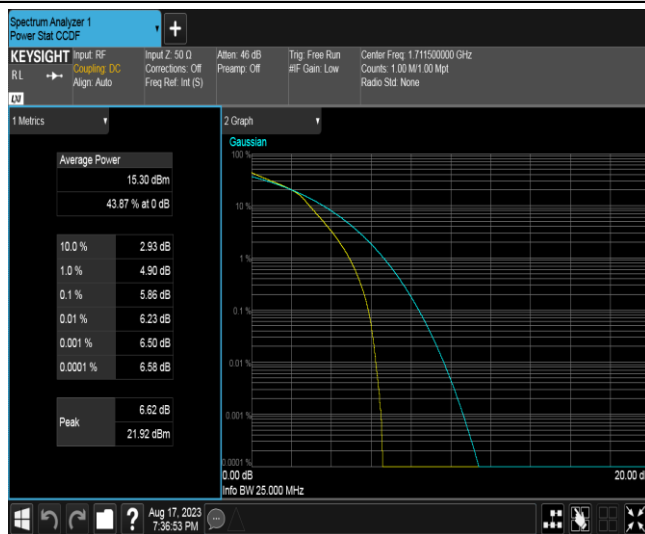 Spectrum Analyzer 1
Power Stat CCDF
+
KEYSIGHT
RL
LXI
Input: RF
Coupling: DC
Align: Auto
Input Z: 50 Ω
Corrections: Off
Freq Ref: Int (S)
Atten: 46 dB
Preamp: Off
Trig: Free Run
#IF Gain: Low
Center Freq: 1.711500000 GHz
Counts: 1.00 M/1.00 Mpt
Radio Std: None
1 Metrics
Average Power
15.30 dBm
43.87 % at 0 dB
10.0 % 2.93 dB
1.0 % 4.90 dB
0.1 % 5.86 dB
0.01 % 6.23 dB
0.001 % 6.50 dB
0.0001 % 6.58 dB
Peak
6.62 dB
21.92 dBm
2 Graph
Gaussian
100 %
10 %
1 %
0.1 %
0.01 %
0.001 %
0.0001 %
0.00 dB
20.00 d
Info BW 25.000 MHz
?
Aug 17, 2023
7:36:53 PM